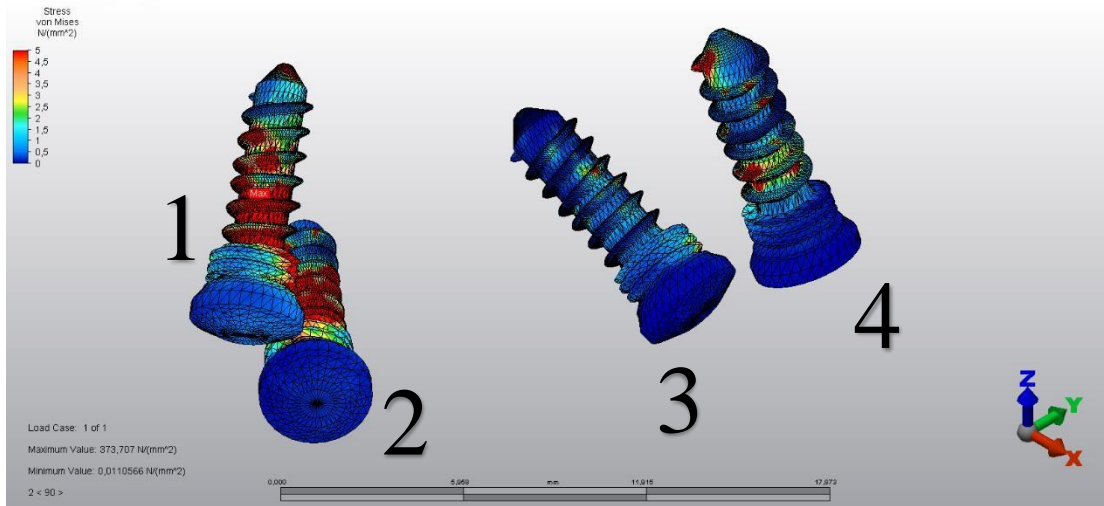 Stress
von Mises
N/(mm^2)
5
4,5
4
3,5
3
2,5
2
1,5
1
0,5
0
Max
1
2
3
4
Z
Y
X
Load Case: 1 of 1
Maximum Value: 373,707 N/(mm^2)
Minimum Value: 0,0110566 N/(mm^2)
2 < 90 >
0,000 5,958 mm 11,915 17,873